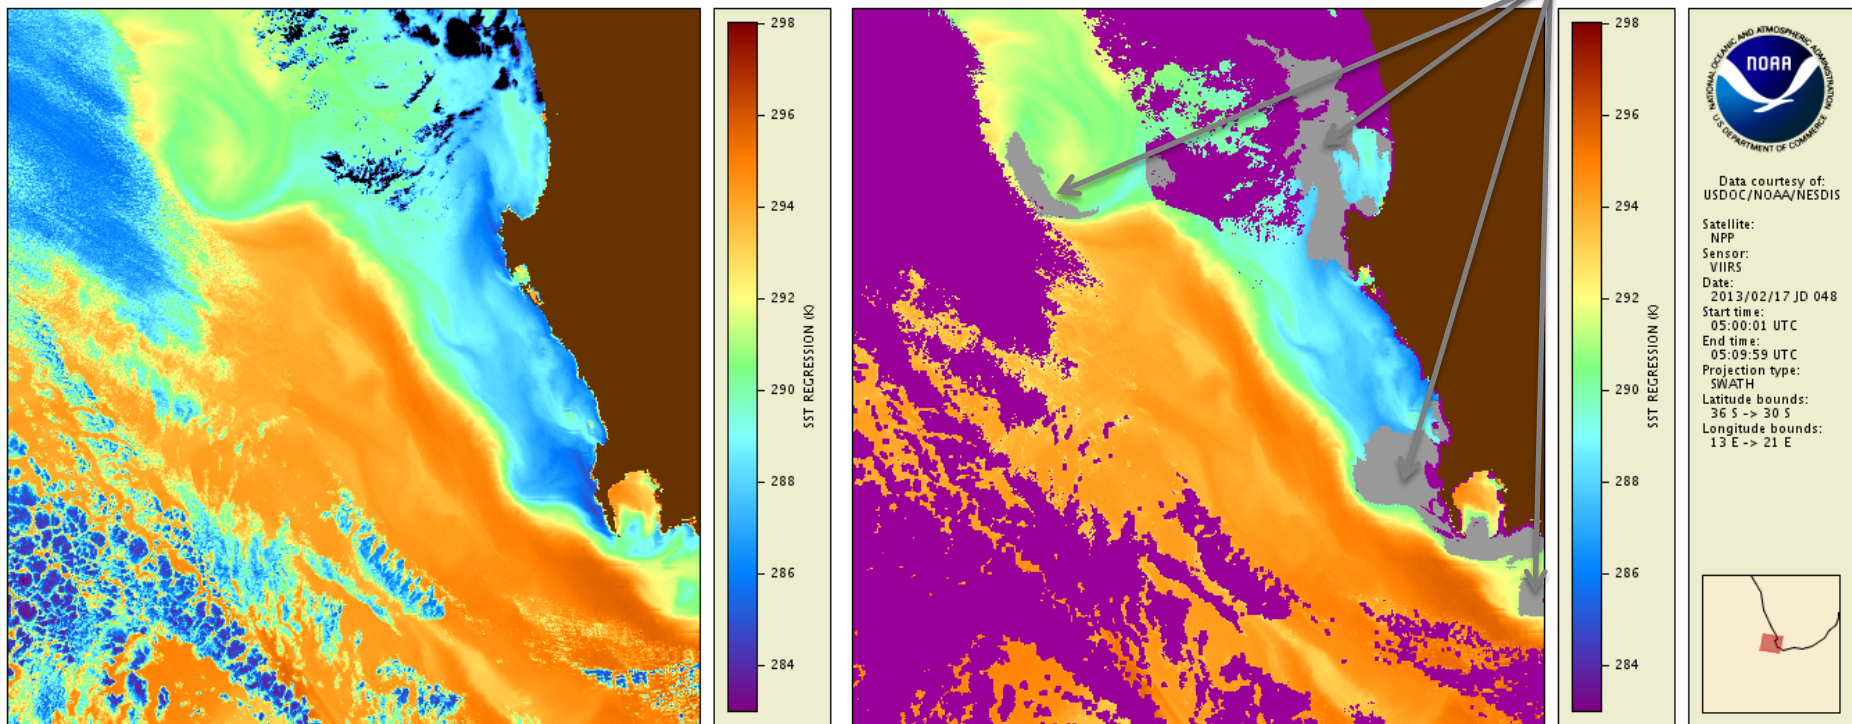 298
296
294
292
290
288
286
284
SST REGRESSION (K)
298
296
294
292
290
288
286
284
SST REGRESSION (K)
NATIONAL OCEANIC AND ATMOSPHERIC ADMINISTRATION
NOAA
U.S. DEPARTMENT OF COMMERCE
Data courtesy of:
USDOC/NOAA/NESDIS
Satellite:
NPP
Sensor:
VIIRS
Date:
2013/02/17 JD 048
Start time:
05:00:01 UTC
End time:
05:09:59 UTC
Projection type:
SWATH
Latitude bounds:
36 S -> 30 S
Longitude bounds:
13 E -> 21 E